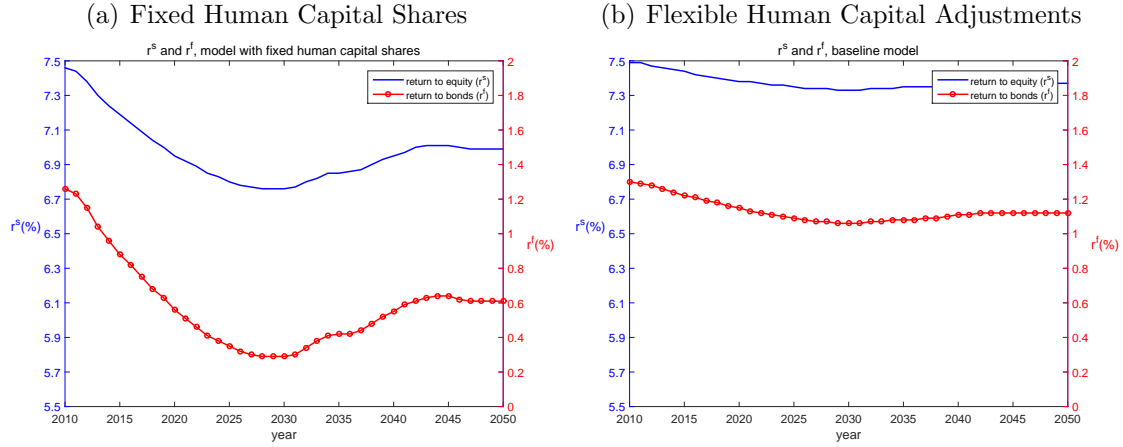 (a) Fixed Human Capital Shares
r^s and r^f, model with fixed human capital shares
return to equity (r^s)
return to bonds (r^f)
7.5
7.3
7.1
6.9
6.7
6.5
6.3
6.1
5.9
5.7
5.5
r^s(%)
2
1.8
1.6
1.4
1.2
1
0.8
0.6
0.4
0.2
0
r^f(%)
2010 2015 2020 2025 2030 2035 2040 2045 2050
year
(b) Flexible Human Capital Adjustments
r^s and r^f, baseline model
return to equity (r^s)
return to bonds (r^f)
7.5
7.3
7.1
6.9
6.7
6.5
6.3
6.1
5.9
5.7
5.5
r^s(%)
2
1.8
1.6
1.4
1.2
1
0.8
0.6
0.4
0.2
0
r^f(%)
2010 2015 2020 2025 2030 2035 2040 2045 2050
year